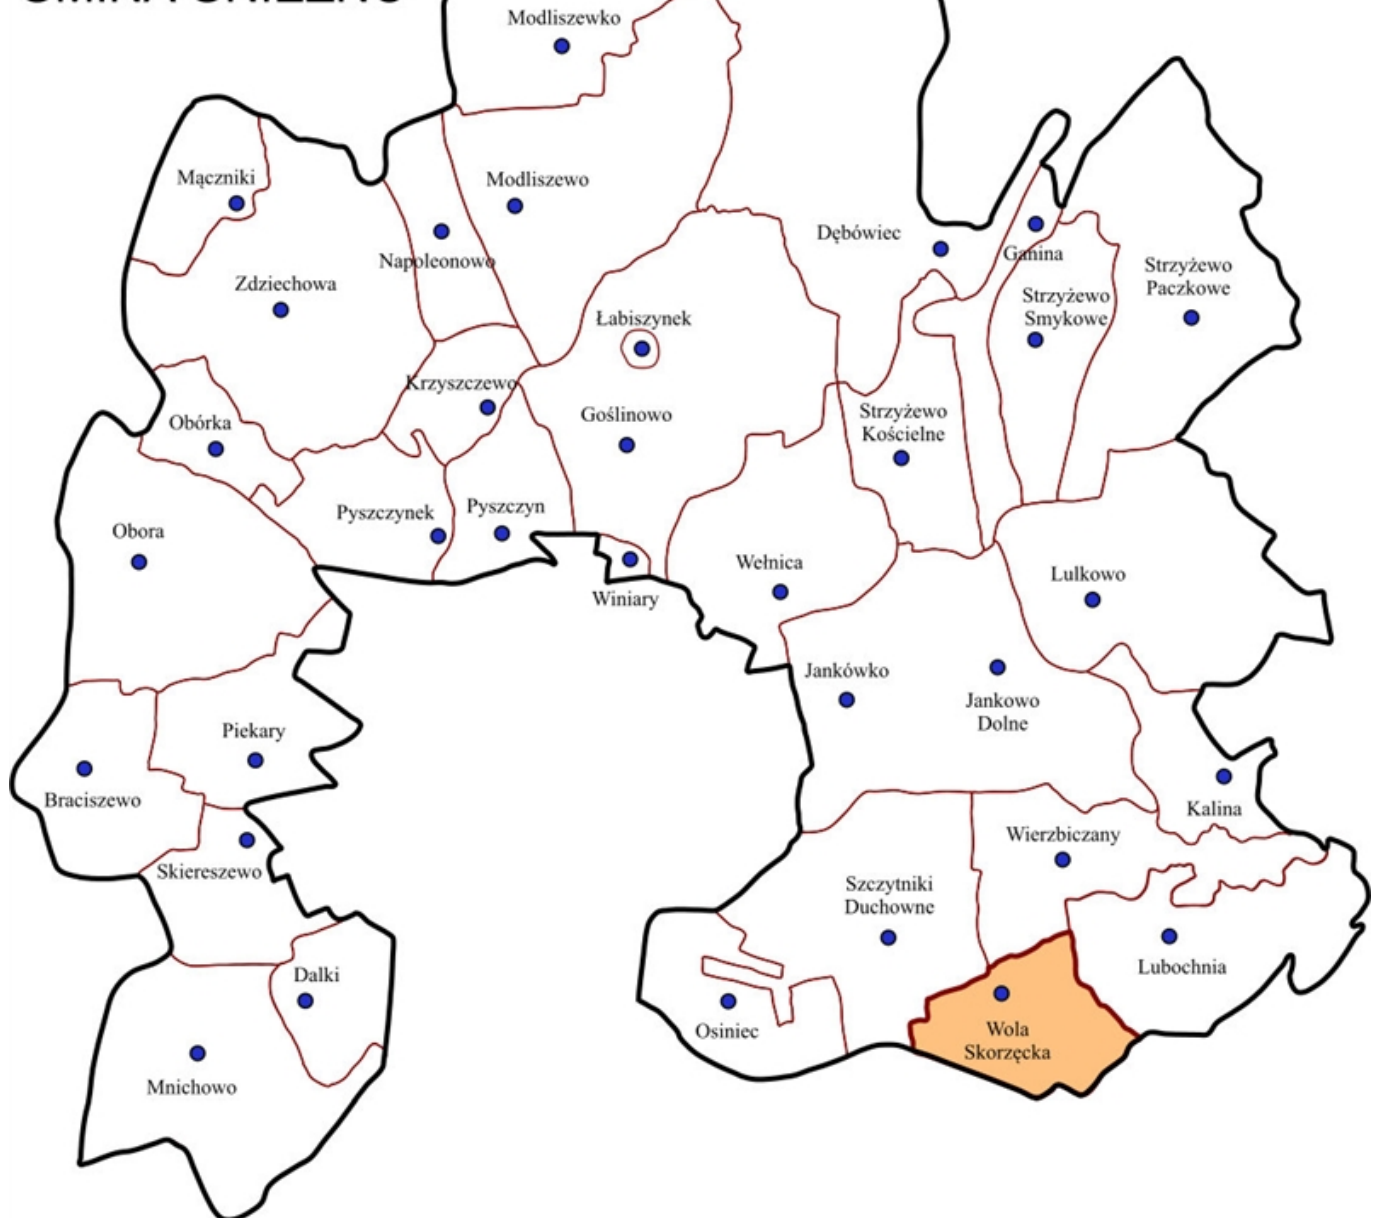 GMINA GNIEZNO
Modliszewko
Mączniki
Modliszewo
Dębówiec
Napoleonowo
Ganina
Zdziechowa
Strzyżewo
Paczkowe
Strzyżewo
Smykowe
Łabiszynek
Krzyszczewo
Goślinowo
Obórka
Strzyżewo
Kościelne
Pyszczynek
Pyszczyn
Obora
Wełnica
Lulkowo
Winiary
Jankówko
Jankowo
Dolne
Piekary
Braciszewo
Kalina
Wierzbiczany
Skiereszewo
Szczytniki
Duchowne
Lubochnia
Dalki
Osiniec
Wola
Skorzęcka
Mnichowo